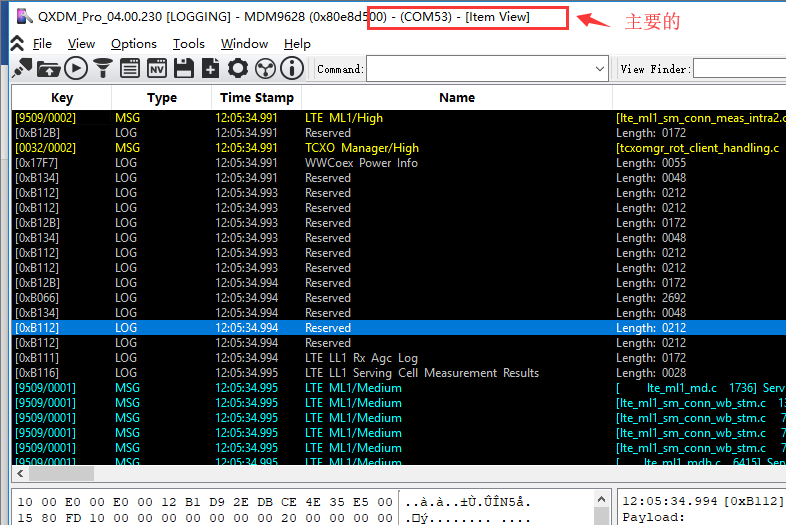 QXDM_Pro_04.00.230 [LOGGING] - MDM9628 (0x80e8d500) - (COM53) - [Item View]
主要的
File View Options Tools Window Help
NV Command: View Finder:
Key Type Time Stamp Name
[9509/0002] MSG 12:05:34.991 LTE ML1/High [lte_ml1_sm_conn_meas_intra2.c
[0xB12B] LOG 12:05:34.991 Reserved Length: 0172
[0032/0002] MSG 12:05:34.991 TCXO Manager/High [tcxomgr_rot_client_handling.c
[0x17F7] LOG 12:05:34.991 WWCoex Power Info Length: 0055
[0xB134] LOG 12:05:34.991 Reserved Length: 0048
[0xB112] LOG 12:05:34.993 Reserved Length: 0212
[0xB112] LOG 12:05:34.993 Reserved Length: 0212
[0xB12B] LOG 12:05:34.993 Reserved Length: 0172
[0xB134] LOG 12:05:34.993 Reserved Length: 0048
[0xB112] LOG 12:05:34.993 Reserved Length: 0212
[0xB112] LOG 12:05:34.993 Reserved Length: 0212
[0xB12B] LOG 12:05:34.994 Reserved Length: 0172
[0xB066] LOG 12:05:34.994 Reserved Length: 2692
[0xB134] LOG 12:05:34.994 Reserved Length: 0048
[0xB112] LOG 12:05:34.994 Reserved Length: 0212
[0xB112] LOG 12:05:34.994 Reserved Length: 0212
[0xB111] LOG 12:05:34.994 LTE LL1 Rx Agc Log Length: 0172
[0xB116] LOG 12:05:34.995 LTE LL1 Serving Cell Measurement Results Length: 0028
[9509/0001] MSG 12:05:34.995 LTE ML1/Medium [ lte_ml1_md.c 1736] Serv
[9509/0001] MSG 12:05:34.995 LTE ML1/Medium [lte_ml1_sm_conn_wb_stm.c 13
[9509/0001] MSG 12:05:34.995 LTE ML1/Medium [lte_ml1_sm_conn_wb_stm.c 7
[9509/0001] MSG 12:05:34.995 LTE ML1/Medium [lte_ml1_sm_conn_wb_stm.c 7
[9509/0001] MSG 12:05:34.995 LTE ML1/Medium [lte_ml1_sm_conn_wb_stm.c 7
[9509/0001] MSG 12:05:34.995 LTE ML1/Medium [ lte_ml1_mdb.c 6415] Serv
10 00 E0 00 E0 00 12 B1 D9 2E DB CE 4E 35 E5 00 ..à.à..±Ù.ÛÎN5å. 12:05:34.994 [0xB112]
15 80 FD 10 00 00 00 00 00 00 00 20 00 00 00 00 Payload: